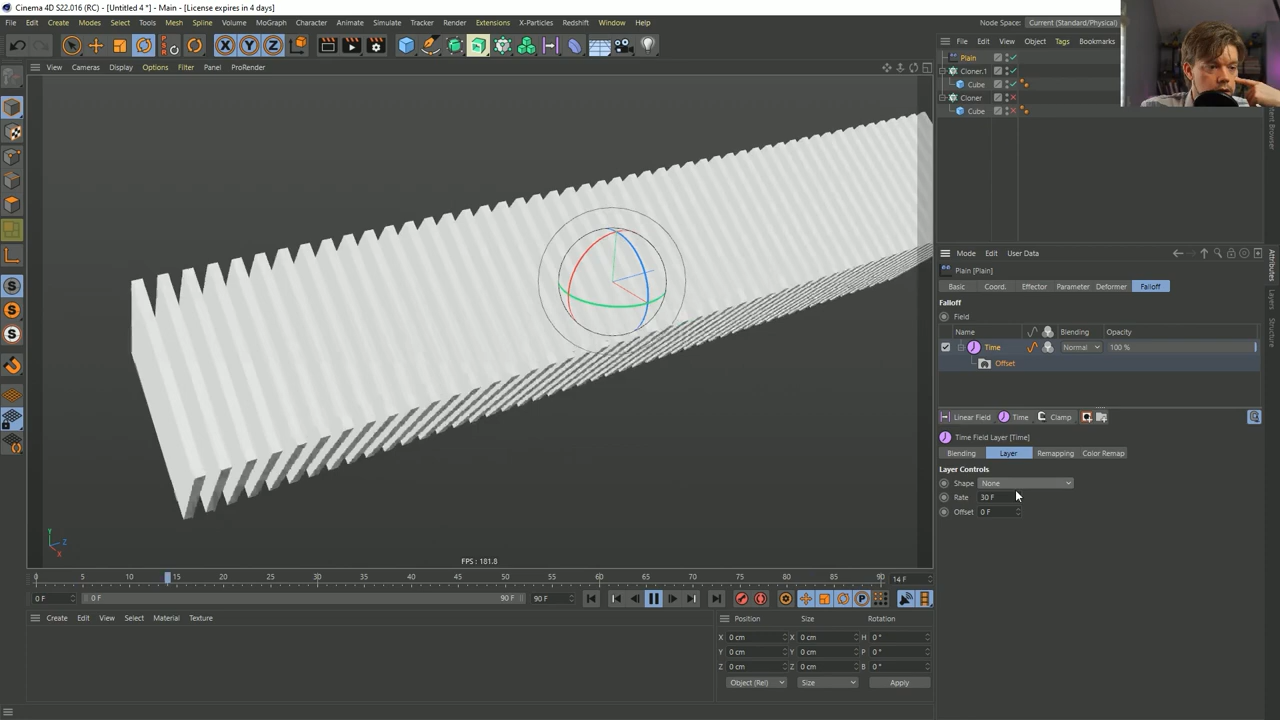 Cinema 4D S22.016 (RC) - [Untitled 4 *] - Main - [License expires in 4 days]
File Edit Create Modes Select Tools Mesh Spline Volume MoGraph Character Animate Simulate Tracker Render Extensions X-Particles Redshift Window Help
Node Space: Current (Standard/Physical)
X Y Z
File Edit View Object Tags Bookmarks
View Cameras Display Options Filter Panel ProRender
Plain
Cloner.1
Cube
Cloner
Cube
Attributes
Layers
Structure
Mode Edit User Data
Plain [Plain]
Basic Coord. Effector Parameter Deformer Falloff
Falloff
Field
Name Blending Opacity
Time Normal 100 %
Offset
Linear Field Time Clamp
Time Field Layer [Time]
Blending Layer Remapping Color Remap
Layer Controls
Shape None
Rate 30 F
Offset 0 F
Y
Z
X
FPS : 181.8
0 5 10 15 20 25 30 35 40 45 50 55 60 65 70 75 80 85 90 14 F
0 F 0 F 90 F 90 F
Create Edit View Select Material Texture
Position Size Rotation
X 0 cm X 0 cm H 0 °
Y 0 cm Y 0 cm P 0 °
Z 0 cm Z 0 cm B 0 °
Object (Rel) Size Apply